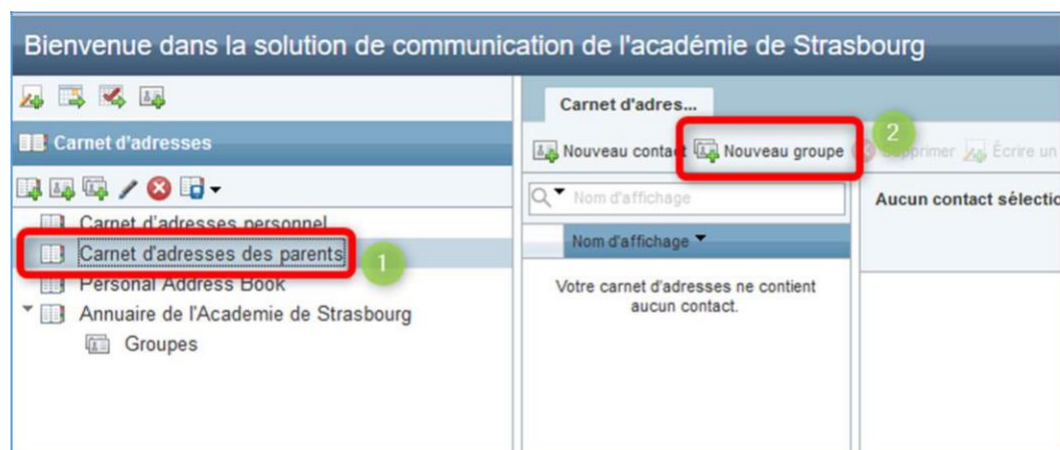 Bienvenue dans la solution de communication de l'académie de Strasbourg
Carnet d'adresses
Carnet d'adresses personnel
Carnet d'adresses des parents
1
Personal Address Book
Annuaire de l'Academie de Strasbourg
Groupes
Carnet d'adres...
Nouveau contact
Nouveau groupe
2
Supprimer
Écrire un
Nom d'affichage
Nom d'affichage
Votre carnet d'adresses ne contient
aucun contact.
Aucun contact sélectio